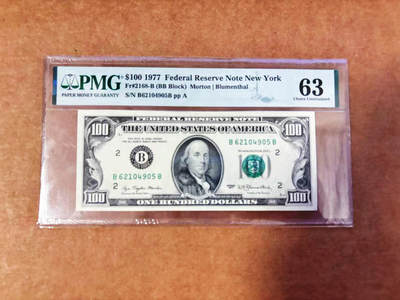 PMG
PAPER MONEY GUARANTY
$100 1977 Federal Reserve Note New York
Fr#2168-B (BB Block) Morton | Blumenthal
S/N B62104905B pp A
63
Choice Uncirculated
100
FEDERAL RESERVE NOTE
100
THE UNITED STATES OF AMERICA
2
B
2
B 62104905 B
B 62104905 B
2
2
100
ONE HUNDRED DOLLARS
100